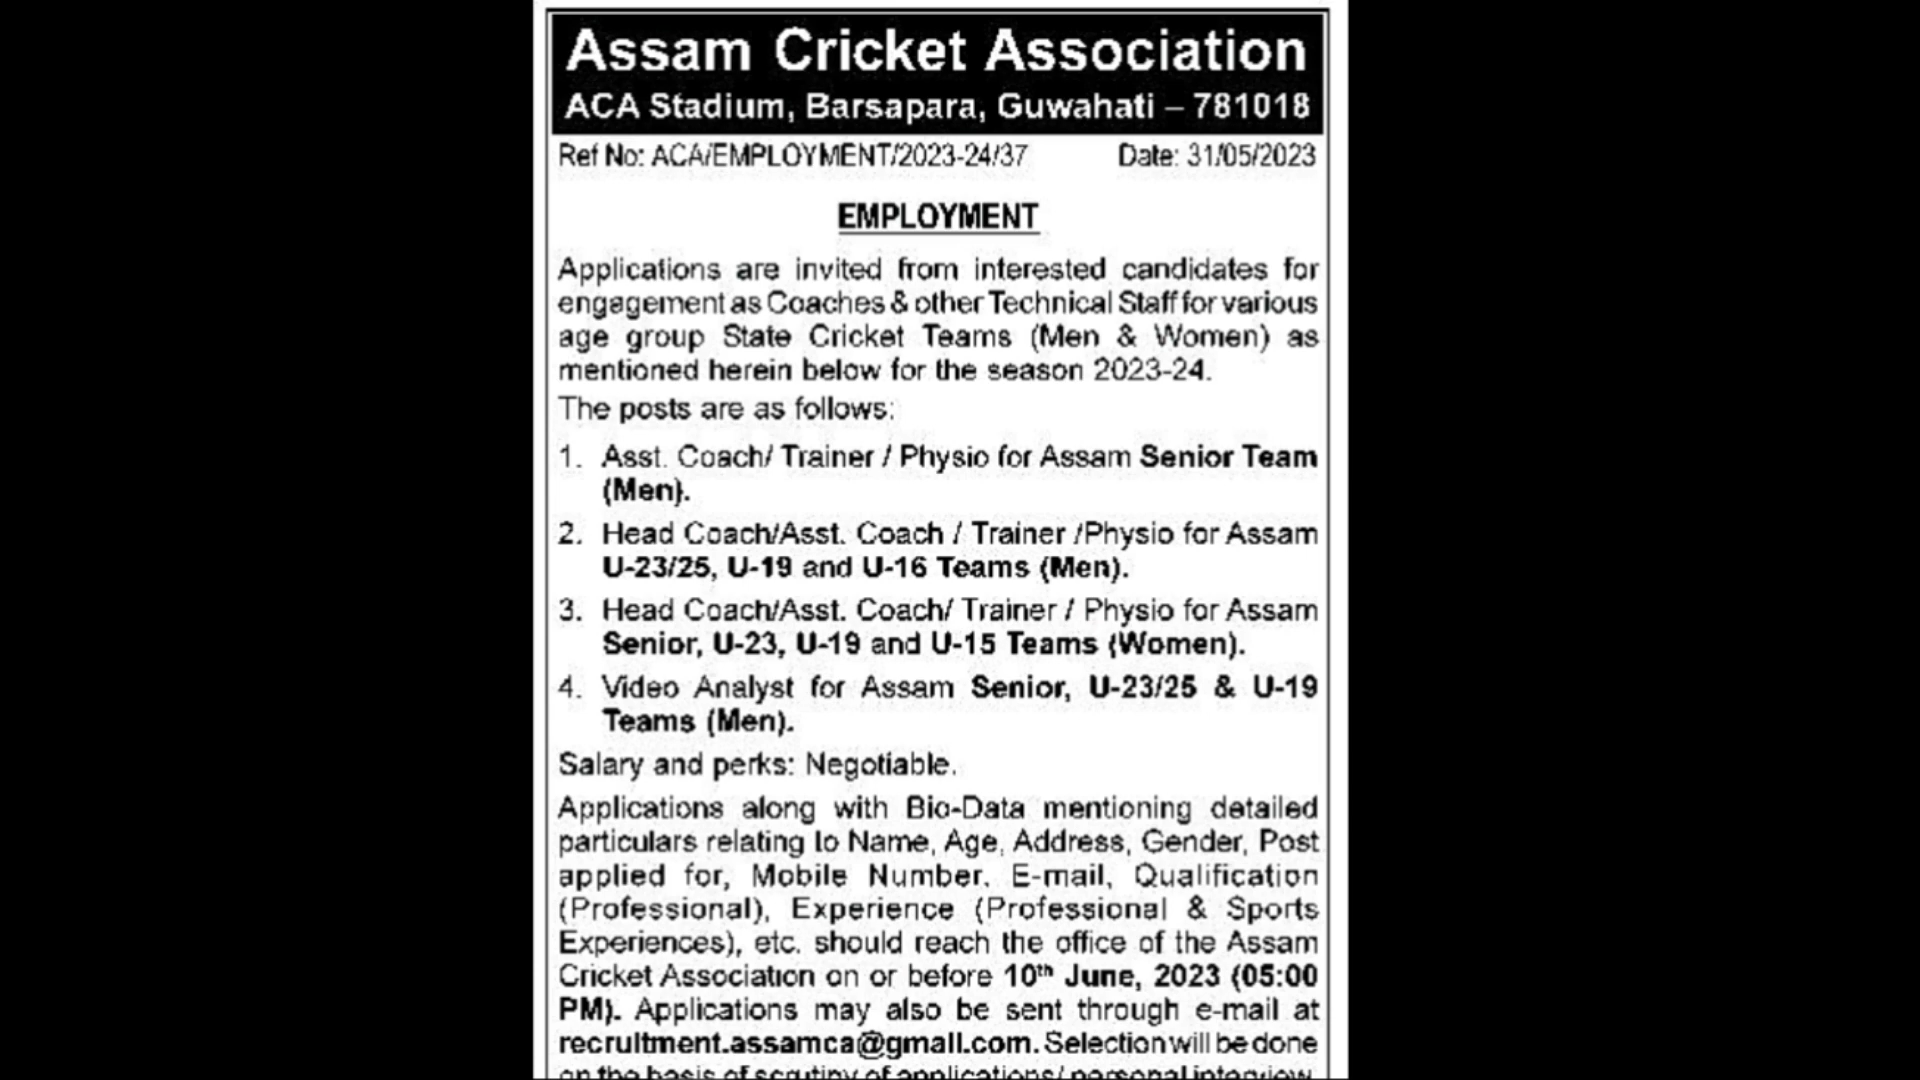 Assam Cricket Association
ACA Stadium, Barsapara, Guwahati – 781018
Ref No: ACA/EMPLOYMENT/2023-24/37 Date: 31/05/2023
EMPLOYMENT
Applications are invited from interested candidates for
engagement as Coaches & other Technical Staff for various
age group State Cricket Teams (Men & Women) as
mentioned herein below for the season 2023-24.
The posts are as follows:
1. Asst. Coach/ Trainer / Physio for Assam Senior Team
(Men).
2. Head Coach/Asst. Coach / Trainer /Physio for Assam
U-23/25, U-19 and U-16 Teams (Men).
3. Head Coach/Asst. Coach/ Trainer / Physio for Assam
Senior, U-23, U-19 and U-15 Teams (Women).
4. Video Analyst for Assam Senior, U-23/25 & U-19
Teams (Men).
Salary and perks: Negotiable.
Applications along with Bio-Data mentioning detailed
particulars relating to Name, Age, Address, Gender, Post
applied for, Mobile Number, E-mail, Qualification
(Professional), Experience (Professional & Sports
Experiences), etc. should reach the office of the Assam
Cricket Association on or before 10th June, 2023 (05:00
PM). Applications may also be sent through e-mail at
recruitment.assamca@gmail.com. Selection will be done
on the basis of scrutiny of applications/ personal interview.